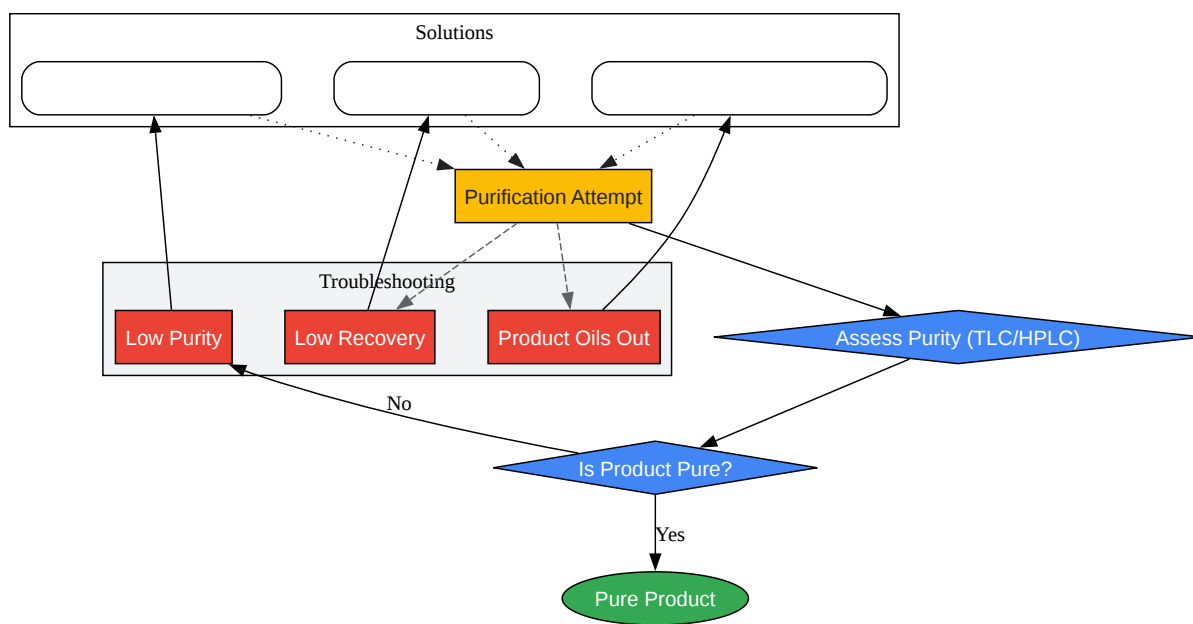 Solutions
Purification Attempt
Troubleshooting
Low Purity
Low Recovery
Product Oils Out
Assess Purity (TLC/HPLC)
No
Is Product Pure?
Yes
Pure Product